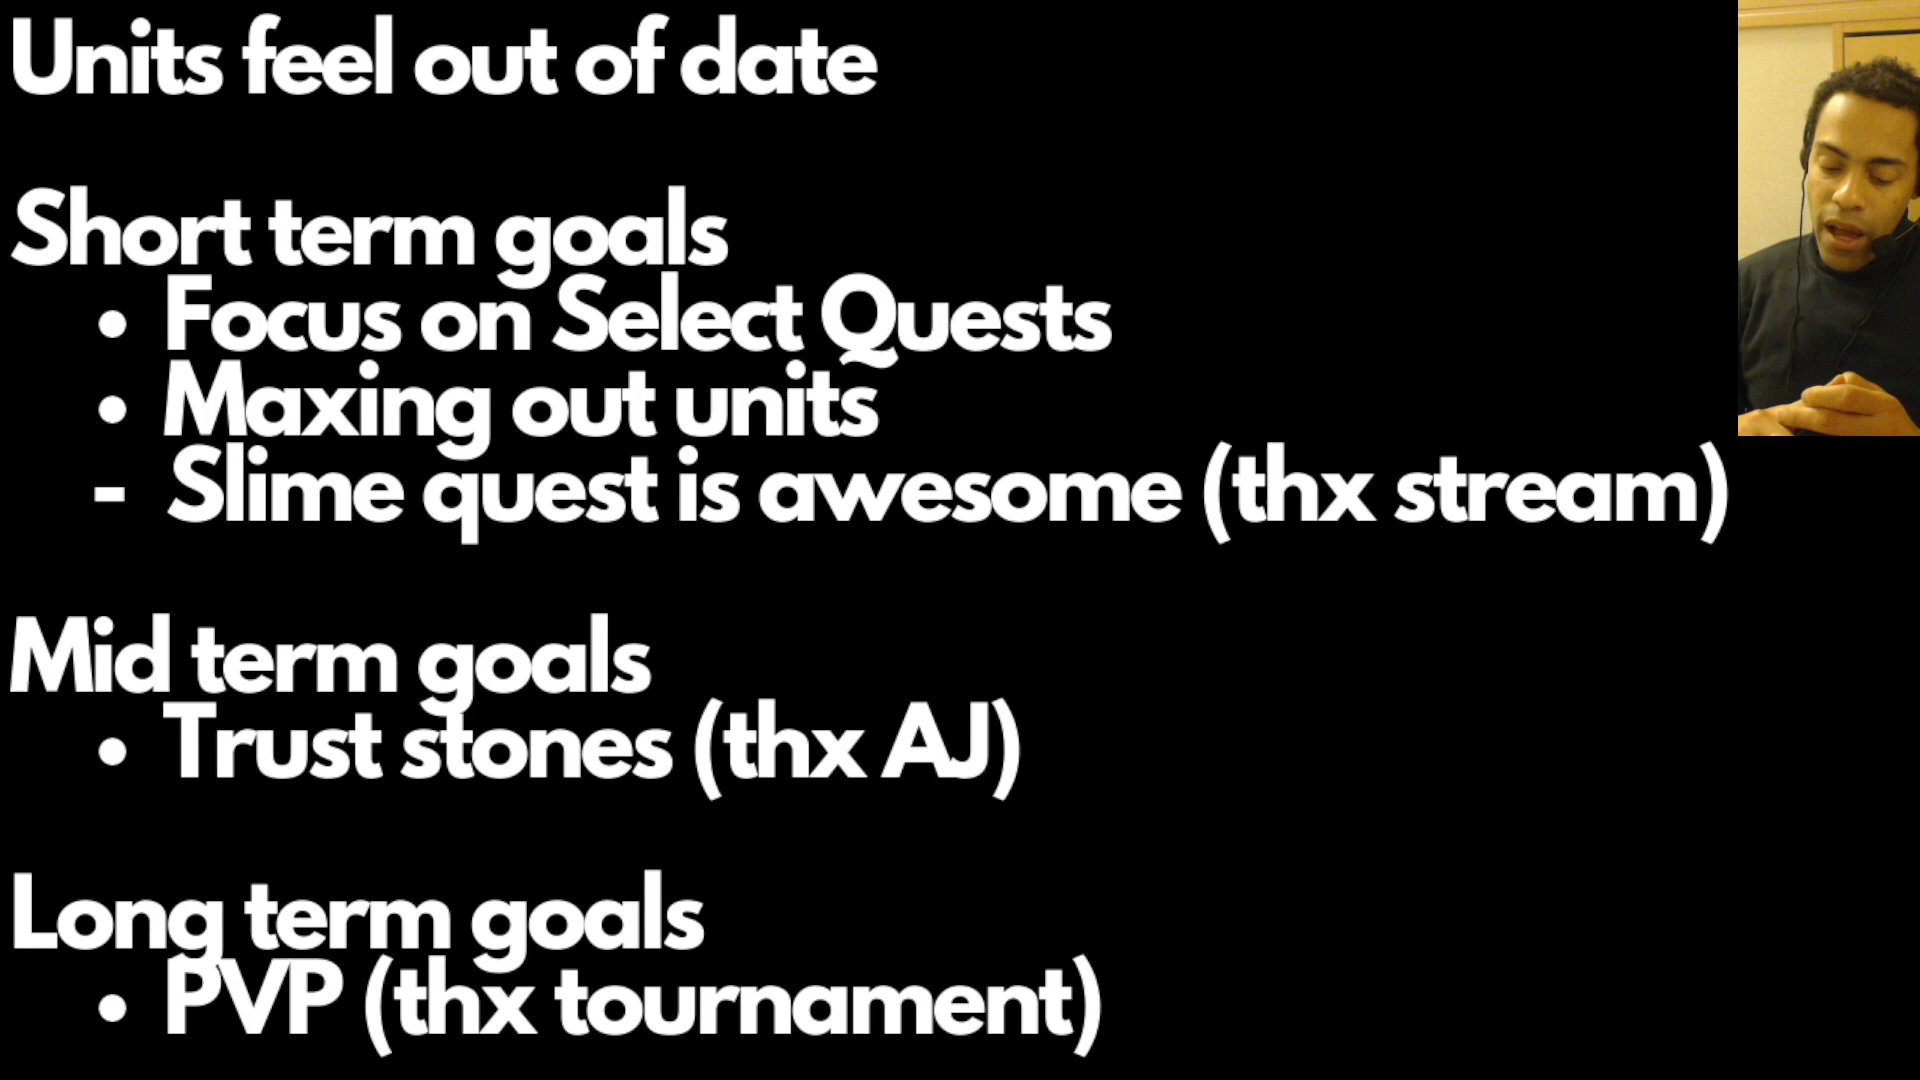 Units feel out of date
Short term goals
• Focus on Select Quests
• Maxing out units
- Slime quest is awesome (thx stream)
Mid term goals
• Trust stones (thx AJ)
Long term goals
• PVP (thx tournament)